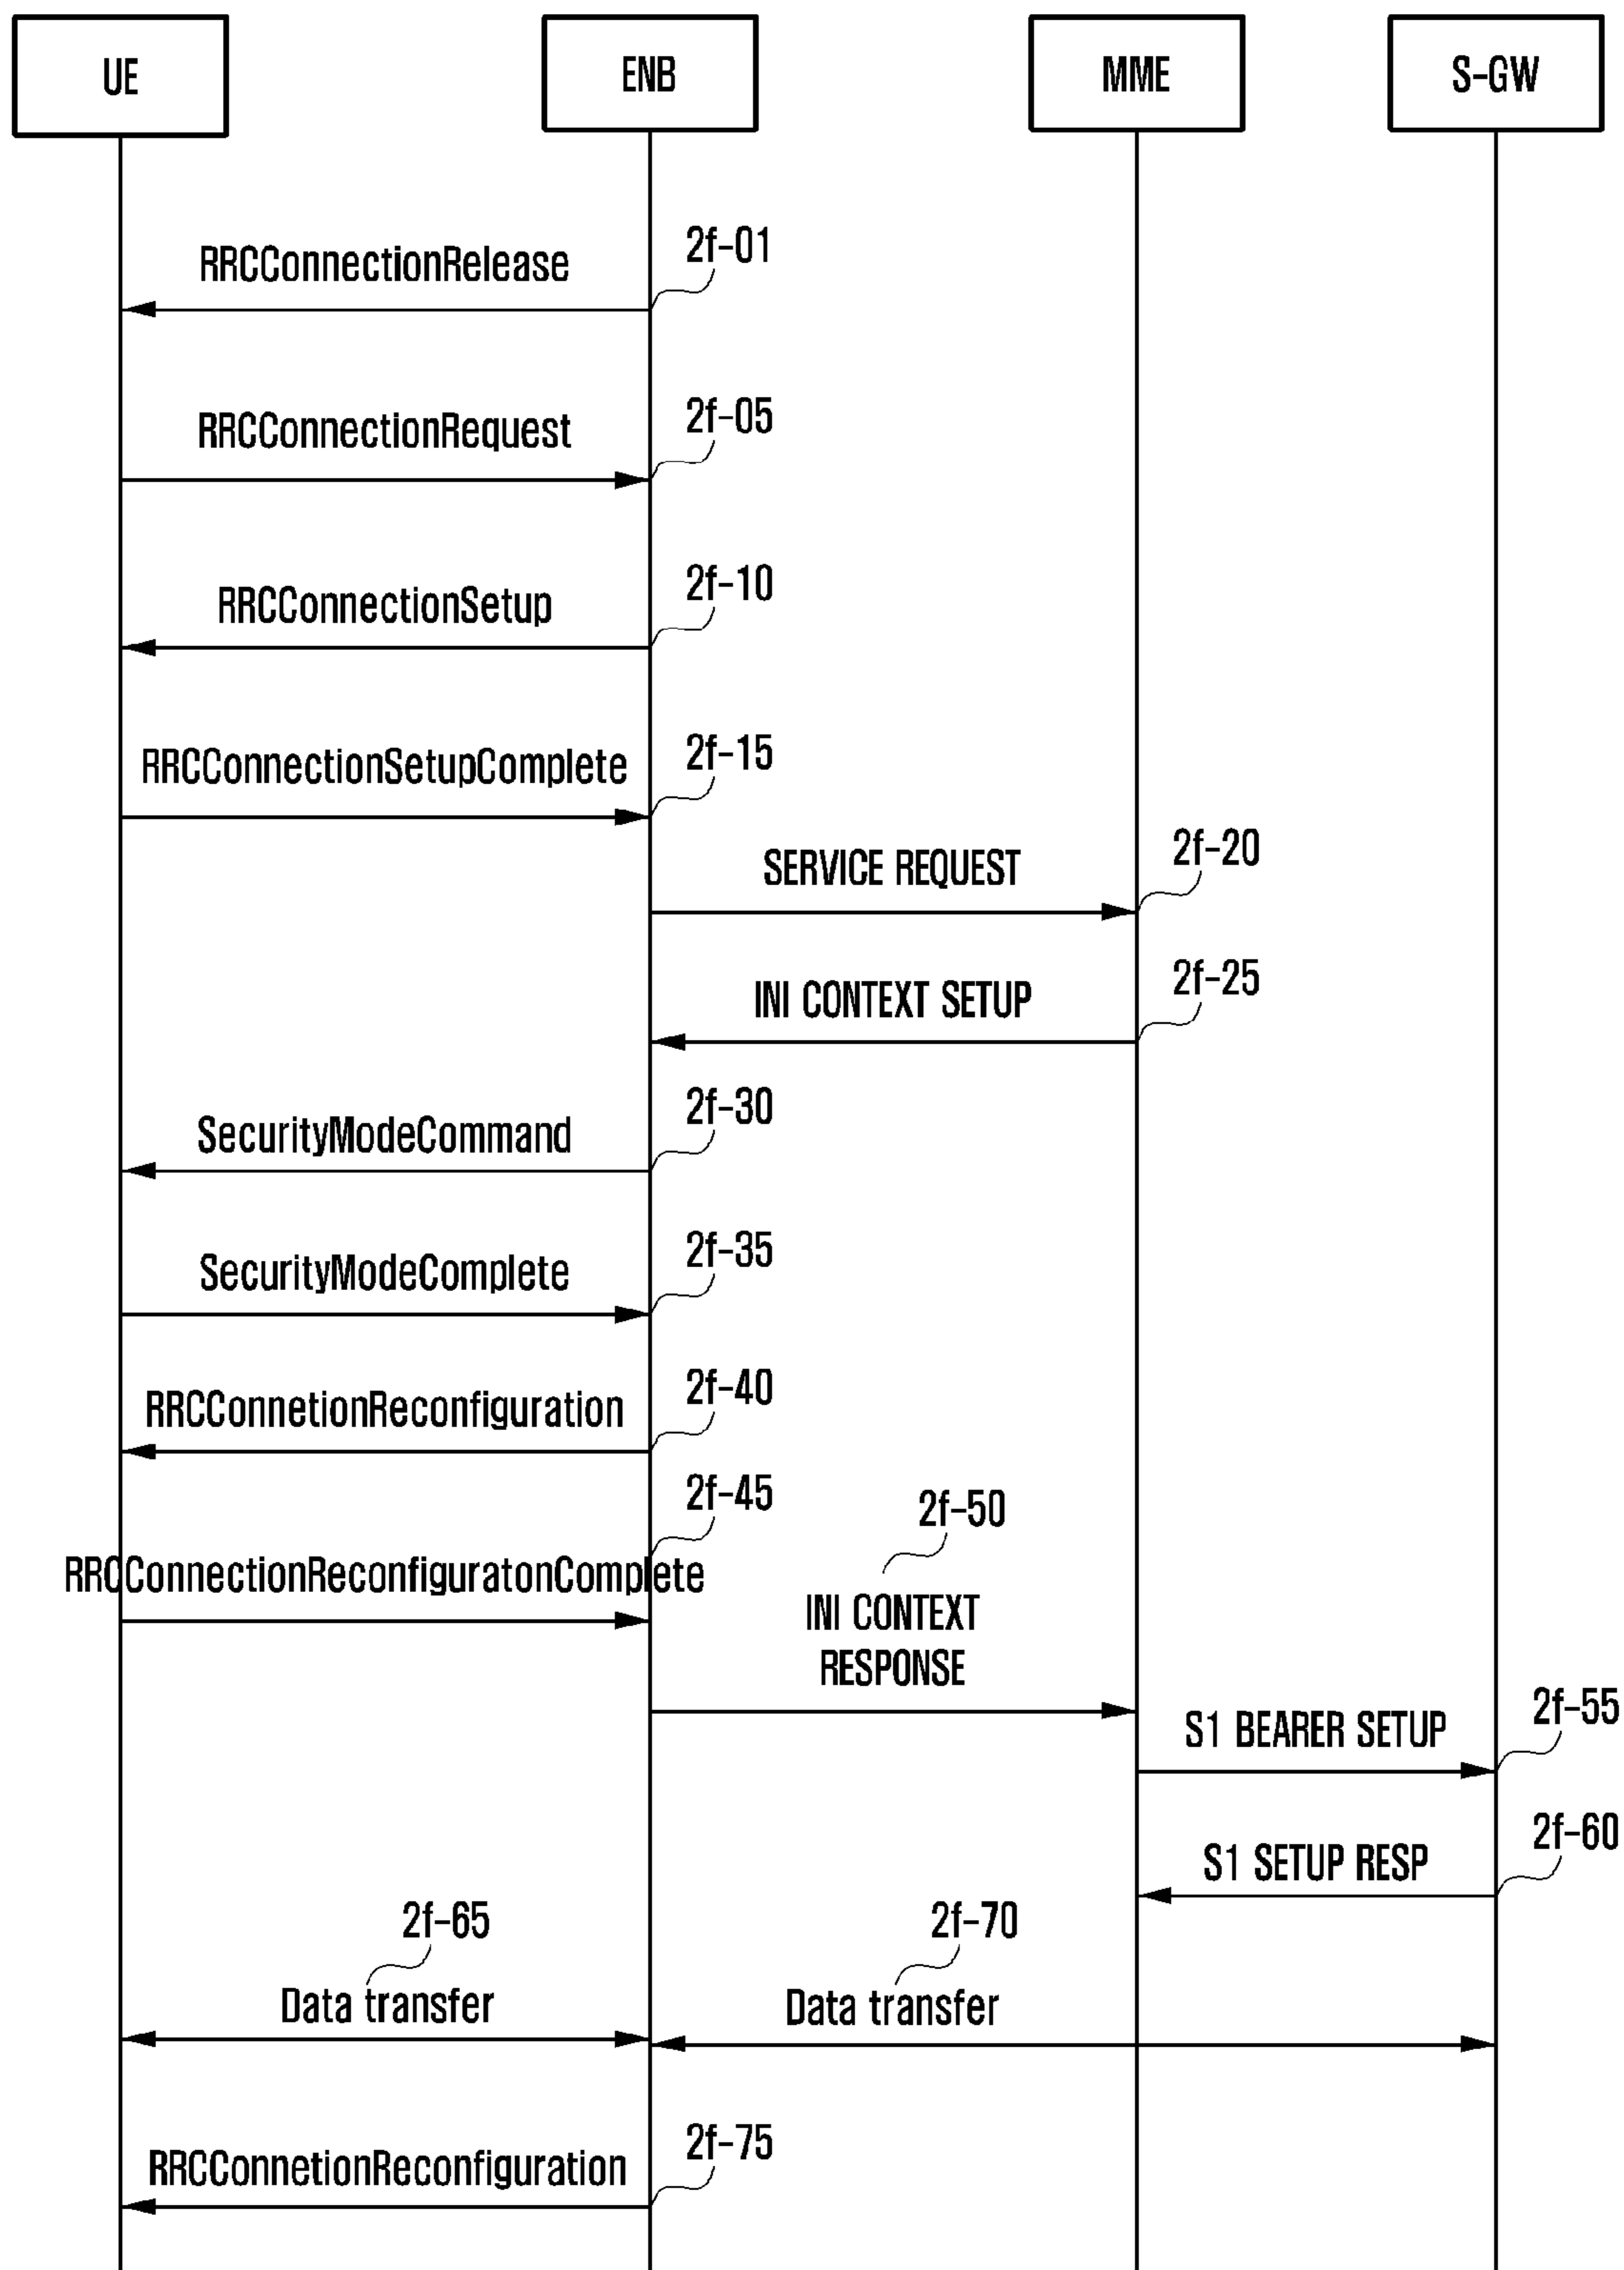 UE
ENB
MME
S-GW
RRCConnectionRelease
2f-01
RRCConnectionRequest
2f-05
RRCConnectionSetup
2f-10
RRCConnectionSetupComplete
2f-15
SERVICE REQUEST
2f-20
INI CONTEXT SETUP
2f-25
SecurityModeCommand
2f-30
SecurityModeComplete
2f-35
RRCConnetionReconfiguration
2f-40
RRCConnectionReconfiguratonComplete
2f-45
2f-50
INI CONTEXT
RESPONSE
S1 BEARER SETUP
2f-55
S1 SETUP RESP
2f-60
2f-65
Data transfer
2f-70
Data transfer
RRCConnetionReconfiguration
2f-75